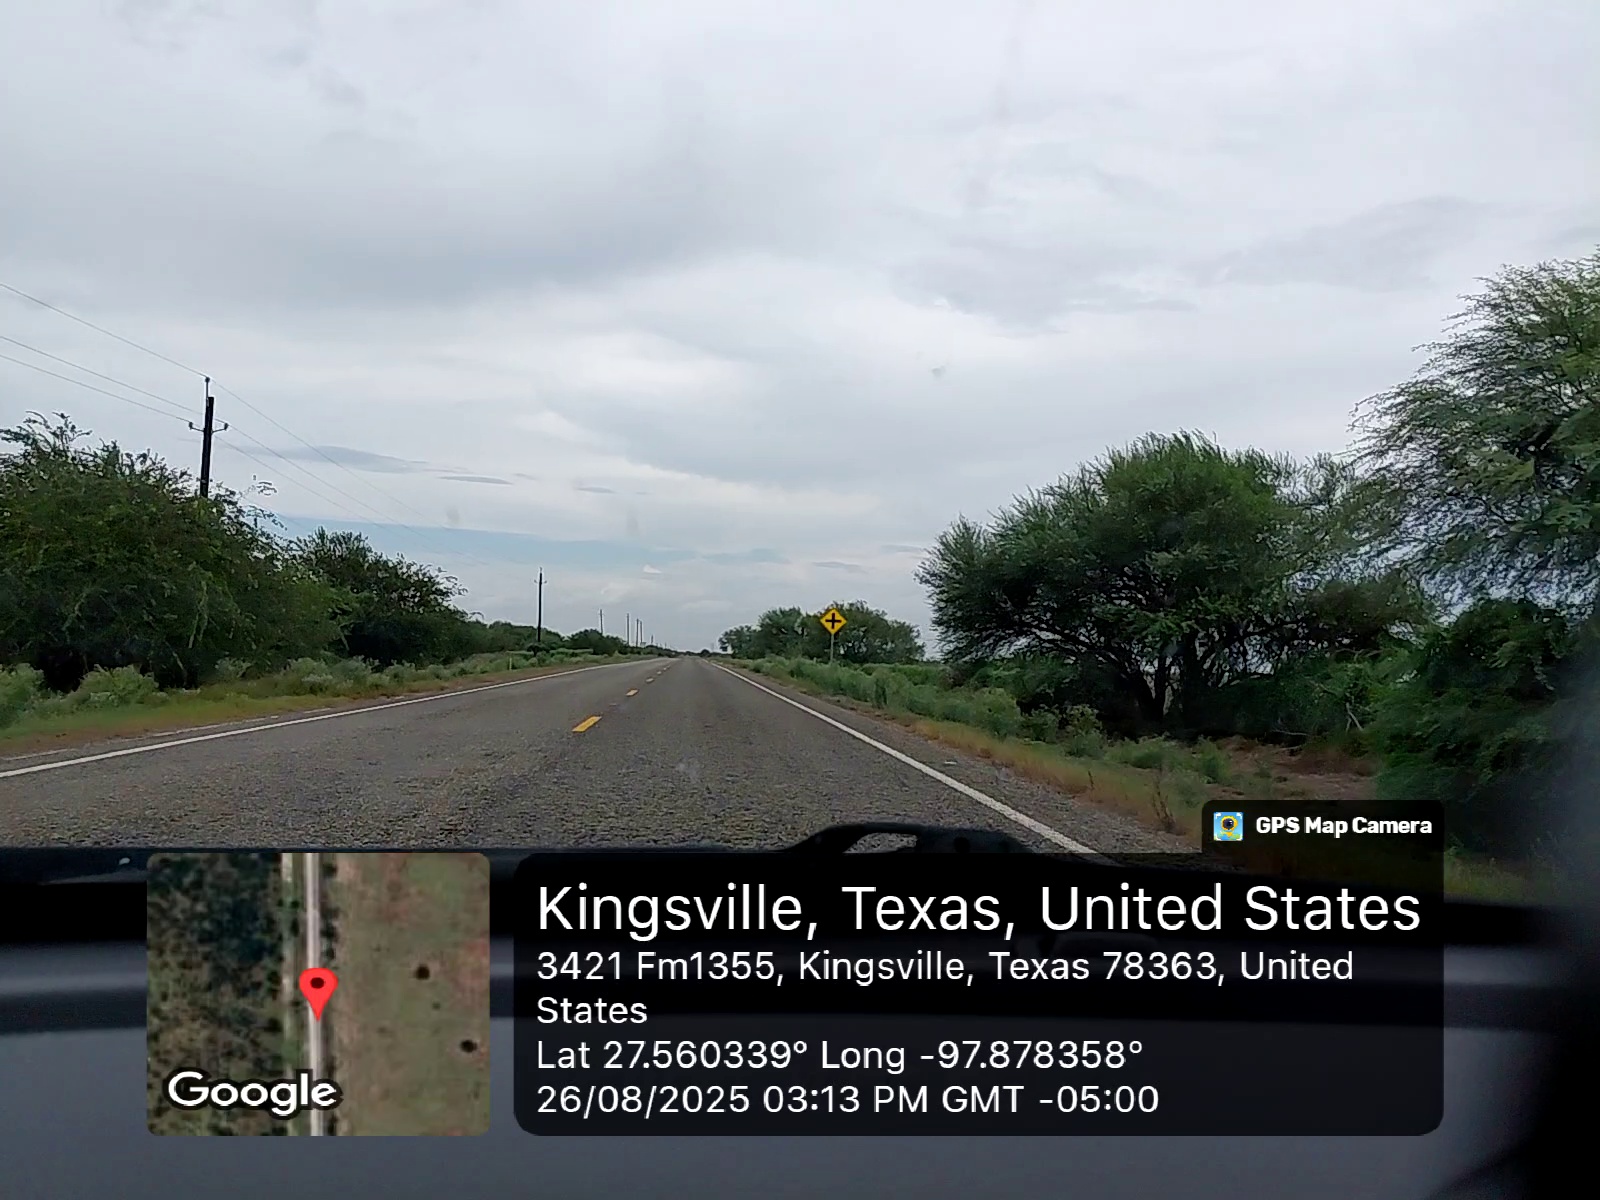 GPS Map Camera
Kingsville, Texas, United States
3421 Fm1355, Kingsville, Texas 78363, United
States
Lat 27.560339° Long -97.878358°
26/08/2025 03:13 PM GMT -05:00
Google